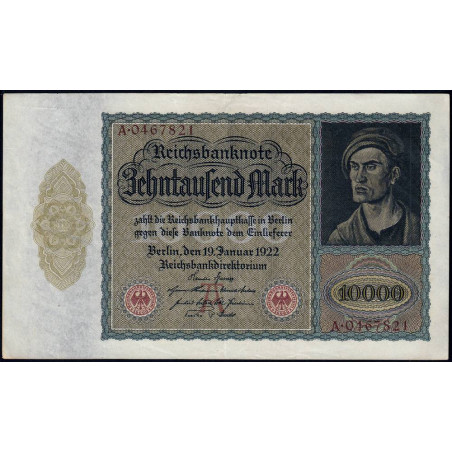 A·0467821
Reichsbanknote
Zehntausend Mark
zahlt die Reichsbankhauptkasse in Berlin
gegen diese Banknote dem Einlieferer
Berlin, den 19. Januar 1922
Reichsbankdirektorium
10000
A·0467821